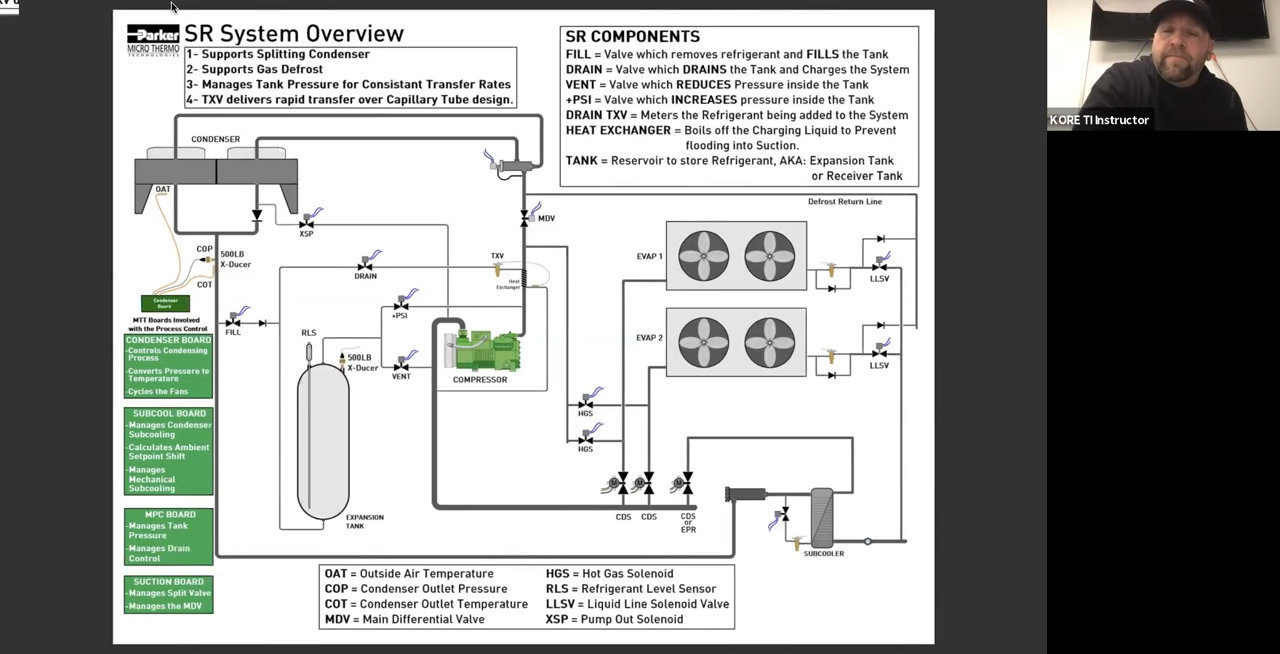 Parker
MICRO THERMO
TECHNOLOGIES
SR System Overview
1- Supports Splitting Condenser
2- Supports Gas Defrost
3- Manages Tank Pressure for Consistant Transfer Rates
4- TXV delivers rapid transfer over Capillary Tube design.
SR COMPONENTS
FILL = Valve which removes refrigerant and FILLS the Tank
DRAIN = Valve which DRAINS the Tank and Charges the System
VENT = Valve which REDUCES Pressure inside the Tank
+PSI = Valve which INCREASES pressure inside the Tank
DRAIN TXV = Meters the Refrigerant being added to the System
HEAT EXCHANGER = Boils off the Charging Liquid to Prevent
flooding into Suction.
TANK = Reservoir to store Refrigerant, AKA: Expansion Tank
or Receiver Tank
KORE TI Instructor
CONDENSER
OAT
XSP
MDV
Defrost Return Line
COP
500LB
X-Ducer
COT
DRAIN
TXV
Heat
Exchanger
EVAP 1
LLSV
Condenser
Board
MTT Boards Involved
with the Process Control
FILL
+PSI
RLS
500LB
X-Ducer
VENT
COMPRESSOR
EVAP 2
LLSV
CONDENSER BOARD
-Controls Condensing
Process
-Converts Pressure to
Temperature
-Cycles the Fans
SUBCOOL BOARD
-Manages Condenser
Subcooling
-Calculates Ambient
Setpoint Shift
-Manages
Mechanical
Subcooling
MPC BOARD
-Manages Tank
Pressure
-Manages Drain
Control
SUCTION BOARD
-Manages Split Valve
-Manages the MDV
HGS
HGS
M
M
M
EXPANSION
TANK
CDS
CDS
CDS
or
EPR
SUBCOOLER
OAT = Outside Air Temperature
COP = Condenser Outlet Pressure
COT = Condenser Outlet Temperature
MDV = Main Differential Valve
HGS = Hot Gas Solenoid
RLS = Refrigerant Level Sensor
LLSV = Liquid Line Solenoid Valve
XSP = Pump Out Solenoid